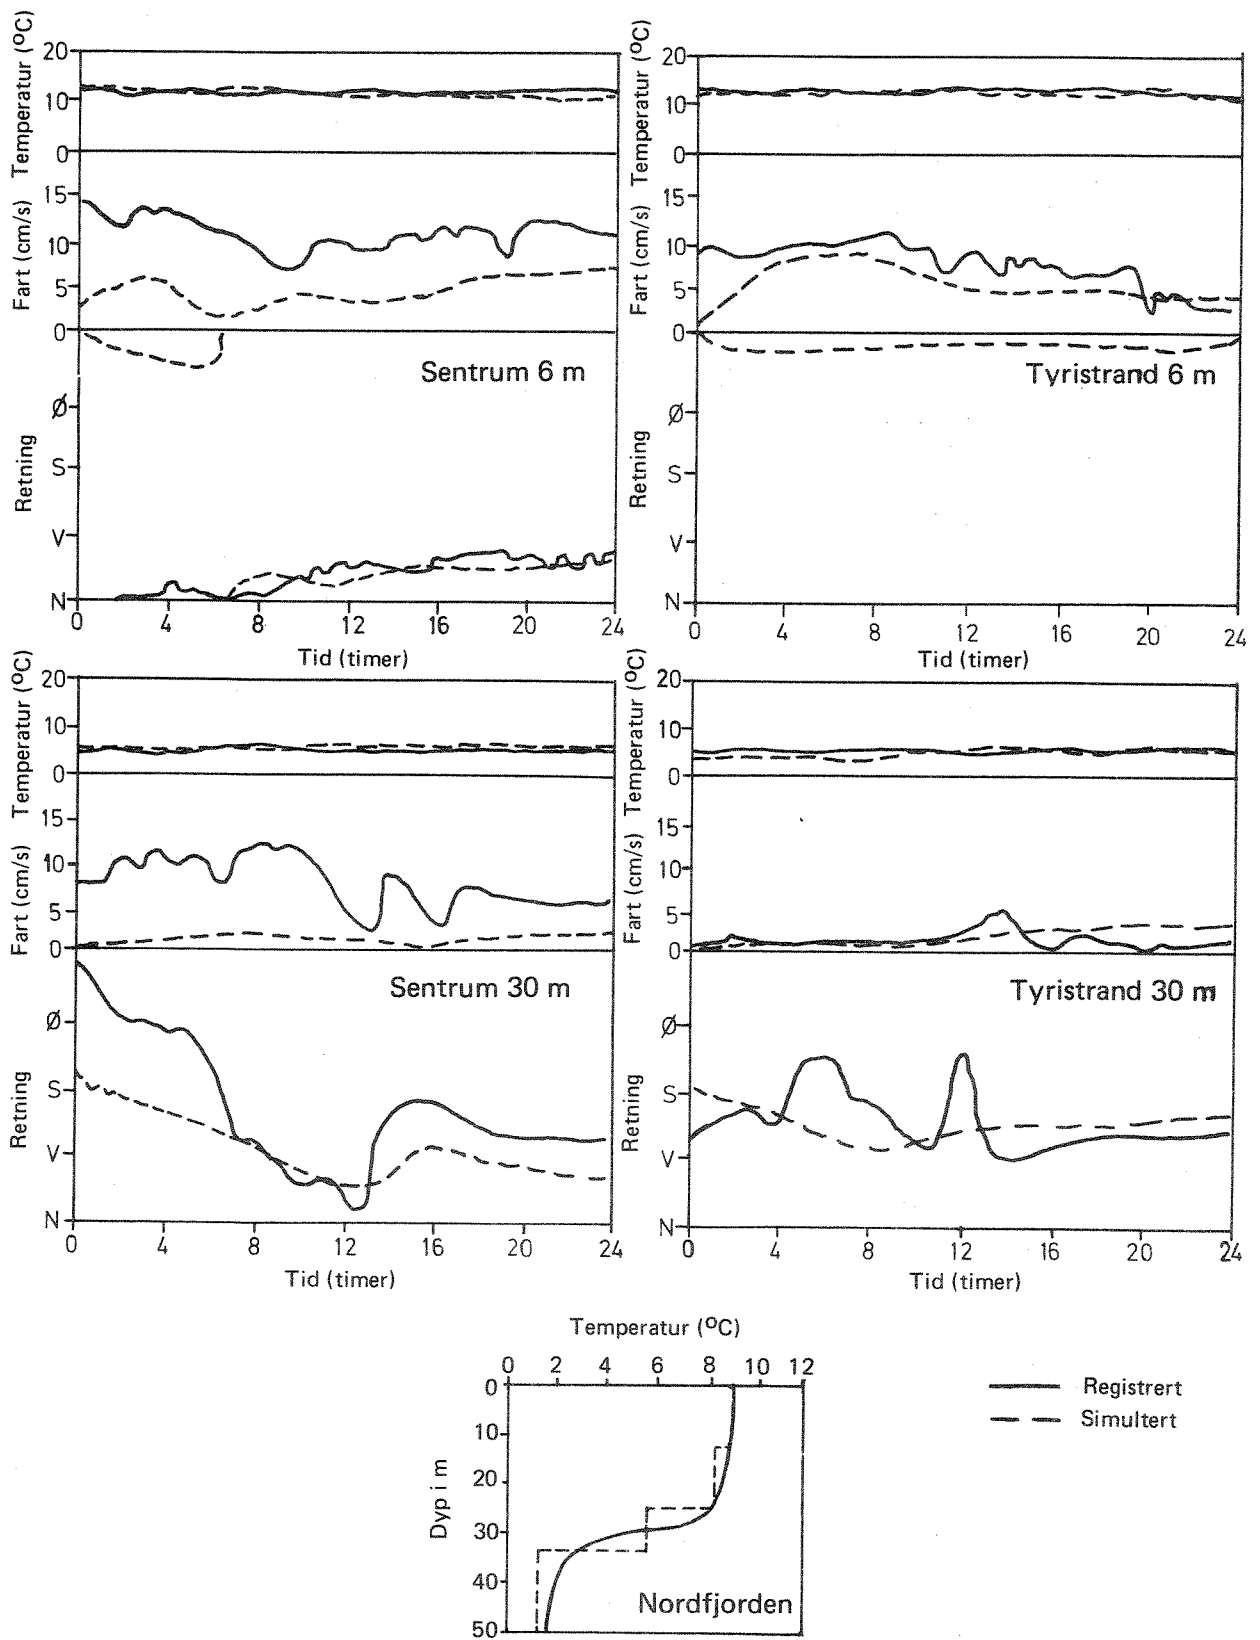 Temperatur (°C)
20
10
0
Fart (cm/s)
15
10
5
0
Sentrum 6 m
Retning
Ø
S
V
N
0 4 8 12 16 20 24
Tid (timer)
Temperatur (°C)
20
10
0
Fart (cm/s)
15
10
5
0
Tyristrand 6 m
Retning
Ø
S
V
N
0 4 8 12 16 20 24
Tid (timer)
Temperatur (°C)
20
10
0
Fart (cm/s)
15
10
5
0
Sentrum 30 m
Retning
Ø
S
V
N
0 4 8 12 16 20 24
Tid (timer)
Temperatur (°C)
20
10
0
Fart (cm/s)
15
10
5
0
Tyristrand 30 m
Retning
Ø
S
V
N
0 4 8 12 16 20 24
Tid (timer)
Temperatur (°C)
0 2 4 6 8 10 12
Dyp i m
0
10
20
30
40
50
Nordfjorden
Registrert
Simultert